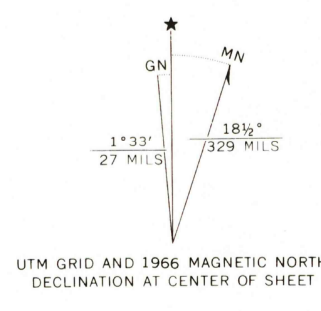 GN
MN
1°33′
27 MILS
18½°
329 MILS
UTM GRID AND 1966 MAGNETIC NORTH
DECLINATION AT CENTER OF SHEET